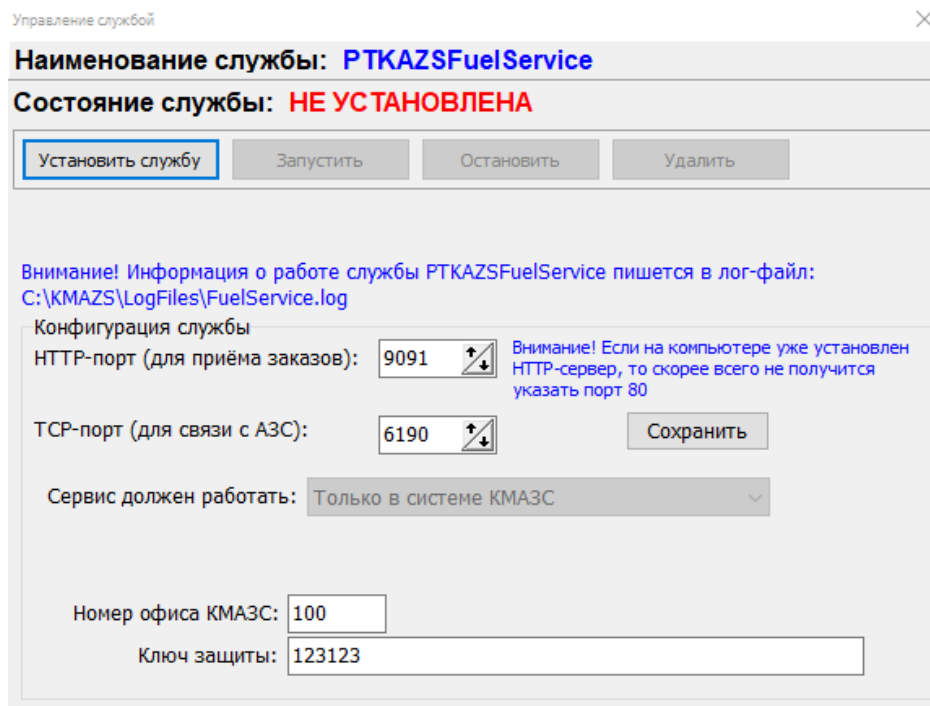 Управление службой
Наименование службы: PTKAZSFuelService
Состояние службы: НЕ УСТАНОВЛЕНА
Установить службу Запустить Остановить Удалить
Внимание! Информация о работе службы PTKAZSFuelService пишется в лог-файл:
C:\KMAZS\LogFiles\FuelService.log
Конфигурация службы
HTTP-порт (для приёма заказов): 9091
Внимание! Если на компьютере уже установлен
HTTP-сервер, то скорее всего не получится
указать порт 80
TCP-порт (для связи с АЗС): 6190 Сохранить
Сервис должен работать: Только в системе КМАЗС
Номер офиса КМАЗС: 100
Ключ защиты: 123123